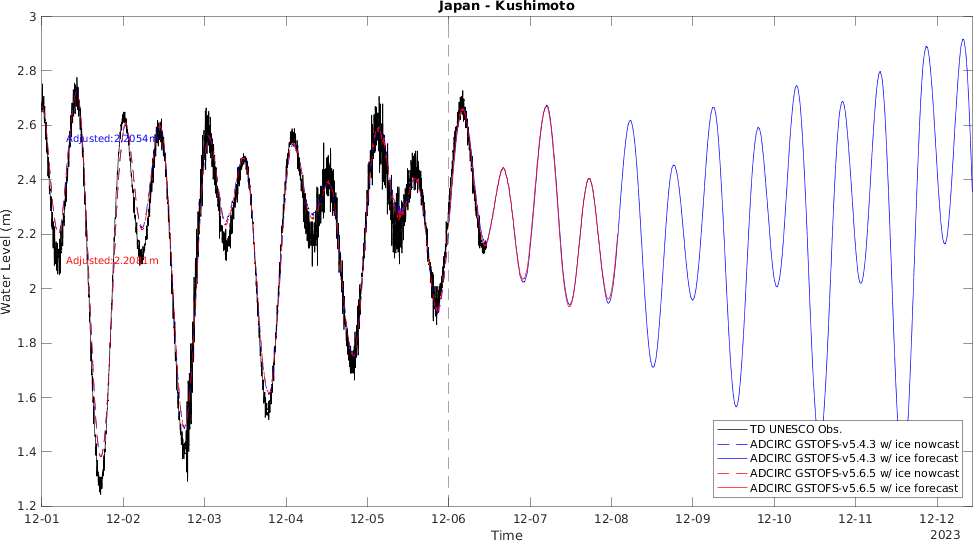 Japan - Kushimoto
3
2.8
2.6
2.4
2.2
2
1.8
1.6
1.4
1.2
Water Level (m)
Adjusted:2.2054m
Adjusted:2.2081m
TD UNESCO Obs.
ADCIRC GSTOFS-v5.4.3 w/ ice nowcast
ADCIRC GSTOFS-v5.4.3 w/ ice forecast
ADCIRC GSTOFS-v5.6.5 w/ ice nowcast
ADCIRC GSTOFS-v5.6.5 w/ ice forecast
12-01 12-02 12-03 12-04 12-05 12-06 12-07 12-08 12-09 12-10 12-11 12-12
Time
2023